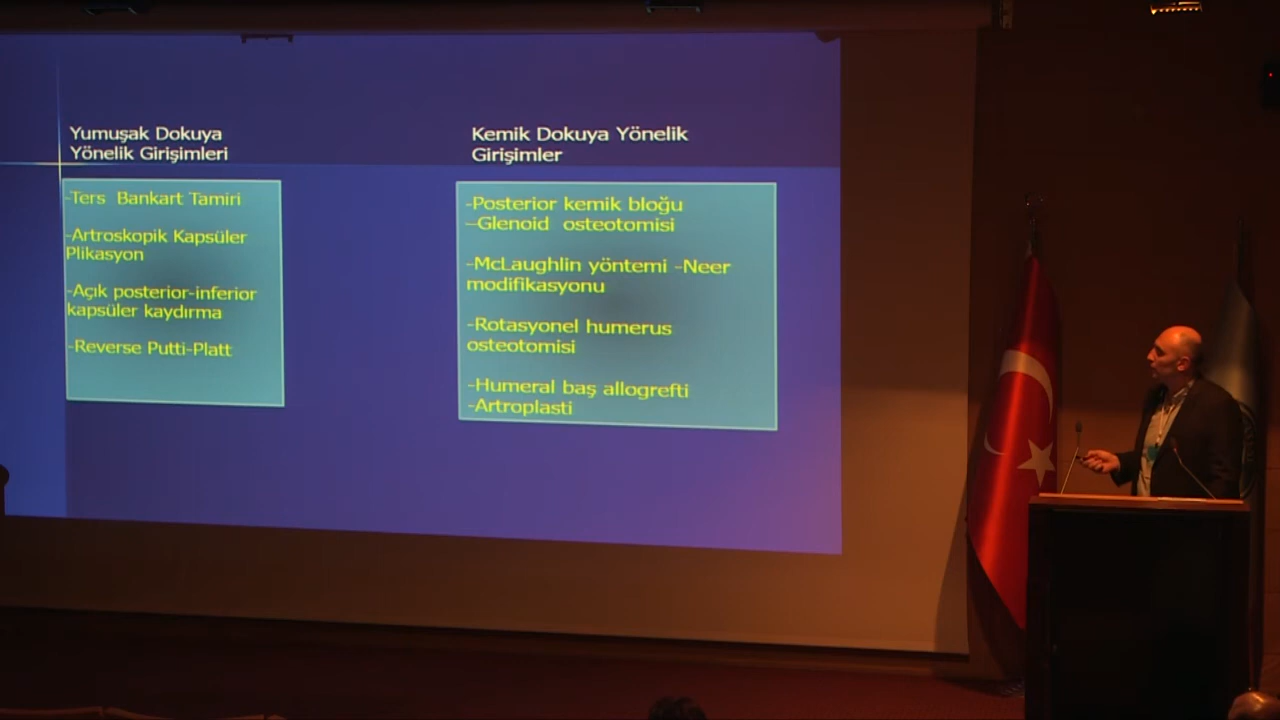 Yumuşak Dokuya
Yönelik Girişimleri
-Ters Bankart Tamiri
-Artroskopik Kapsüler
Plikasyon
-Açık posterior-inferior
kapsüler kaydırma
-Reverse Putti-Platt
Kemik Dokuya Yönelik
Girişimler
-Posterior kemik bloğu
-Glenoid osteotomisi
-McLaughlin yöntemi -Neer
modifikasyonu
-Rotasyonel humerus
osteotomisi
-Humeral baş allogrefti
-Artroplasti